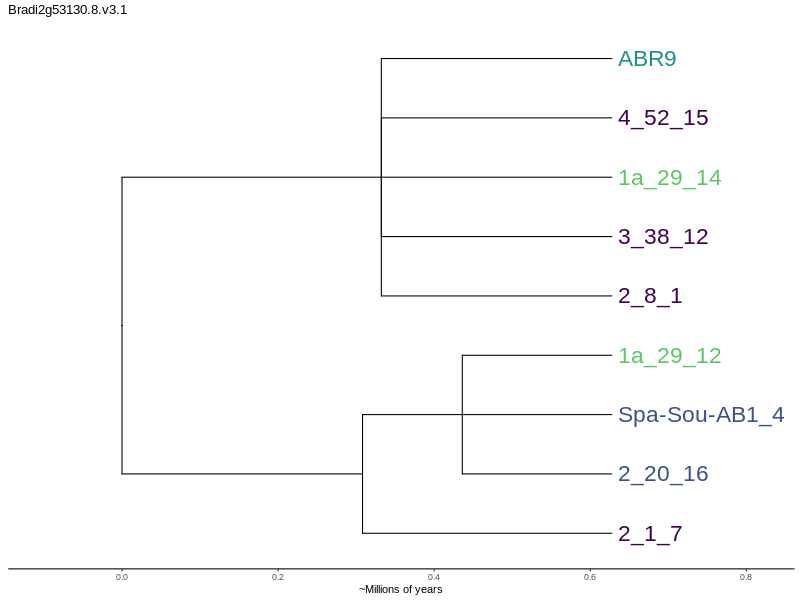 Bradi2g53130.8.v3.1
ABR9
4_52_15
1a_29_14
3_38_12
2_8_1
1a_29_12
Spa-Sou-AB1_4
2_20_16
2_1_7
0.0 0.2 0.4 0.6 0.8
~Millions of years